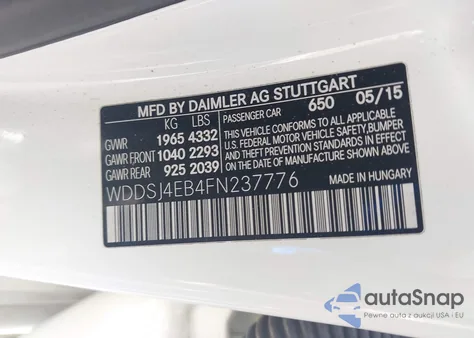 MFD BY DAIMLER AG STUTTGART
KG LBS PASSENGER CAR 650 05/15
GVWR 1965 4332
GAWR FRONT 1040 2293
GAWR REAR 925 2039
THIS VEHICLE CONFORMS TO ALL APPLICABLE
U.S. FEDERAL MOTOR VEHICLE SAFETY, BUMPER,
AND THEFT PREVENTION STANDARDS IN EFFECT
ON THE DATE OF MANUFACTURE SHOWN ABOVE.
WDDSJ4EB4FN237776 MADE IN HUNGARY
autoSnap
Pewne auta z aukcji USA i EU